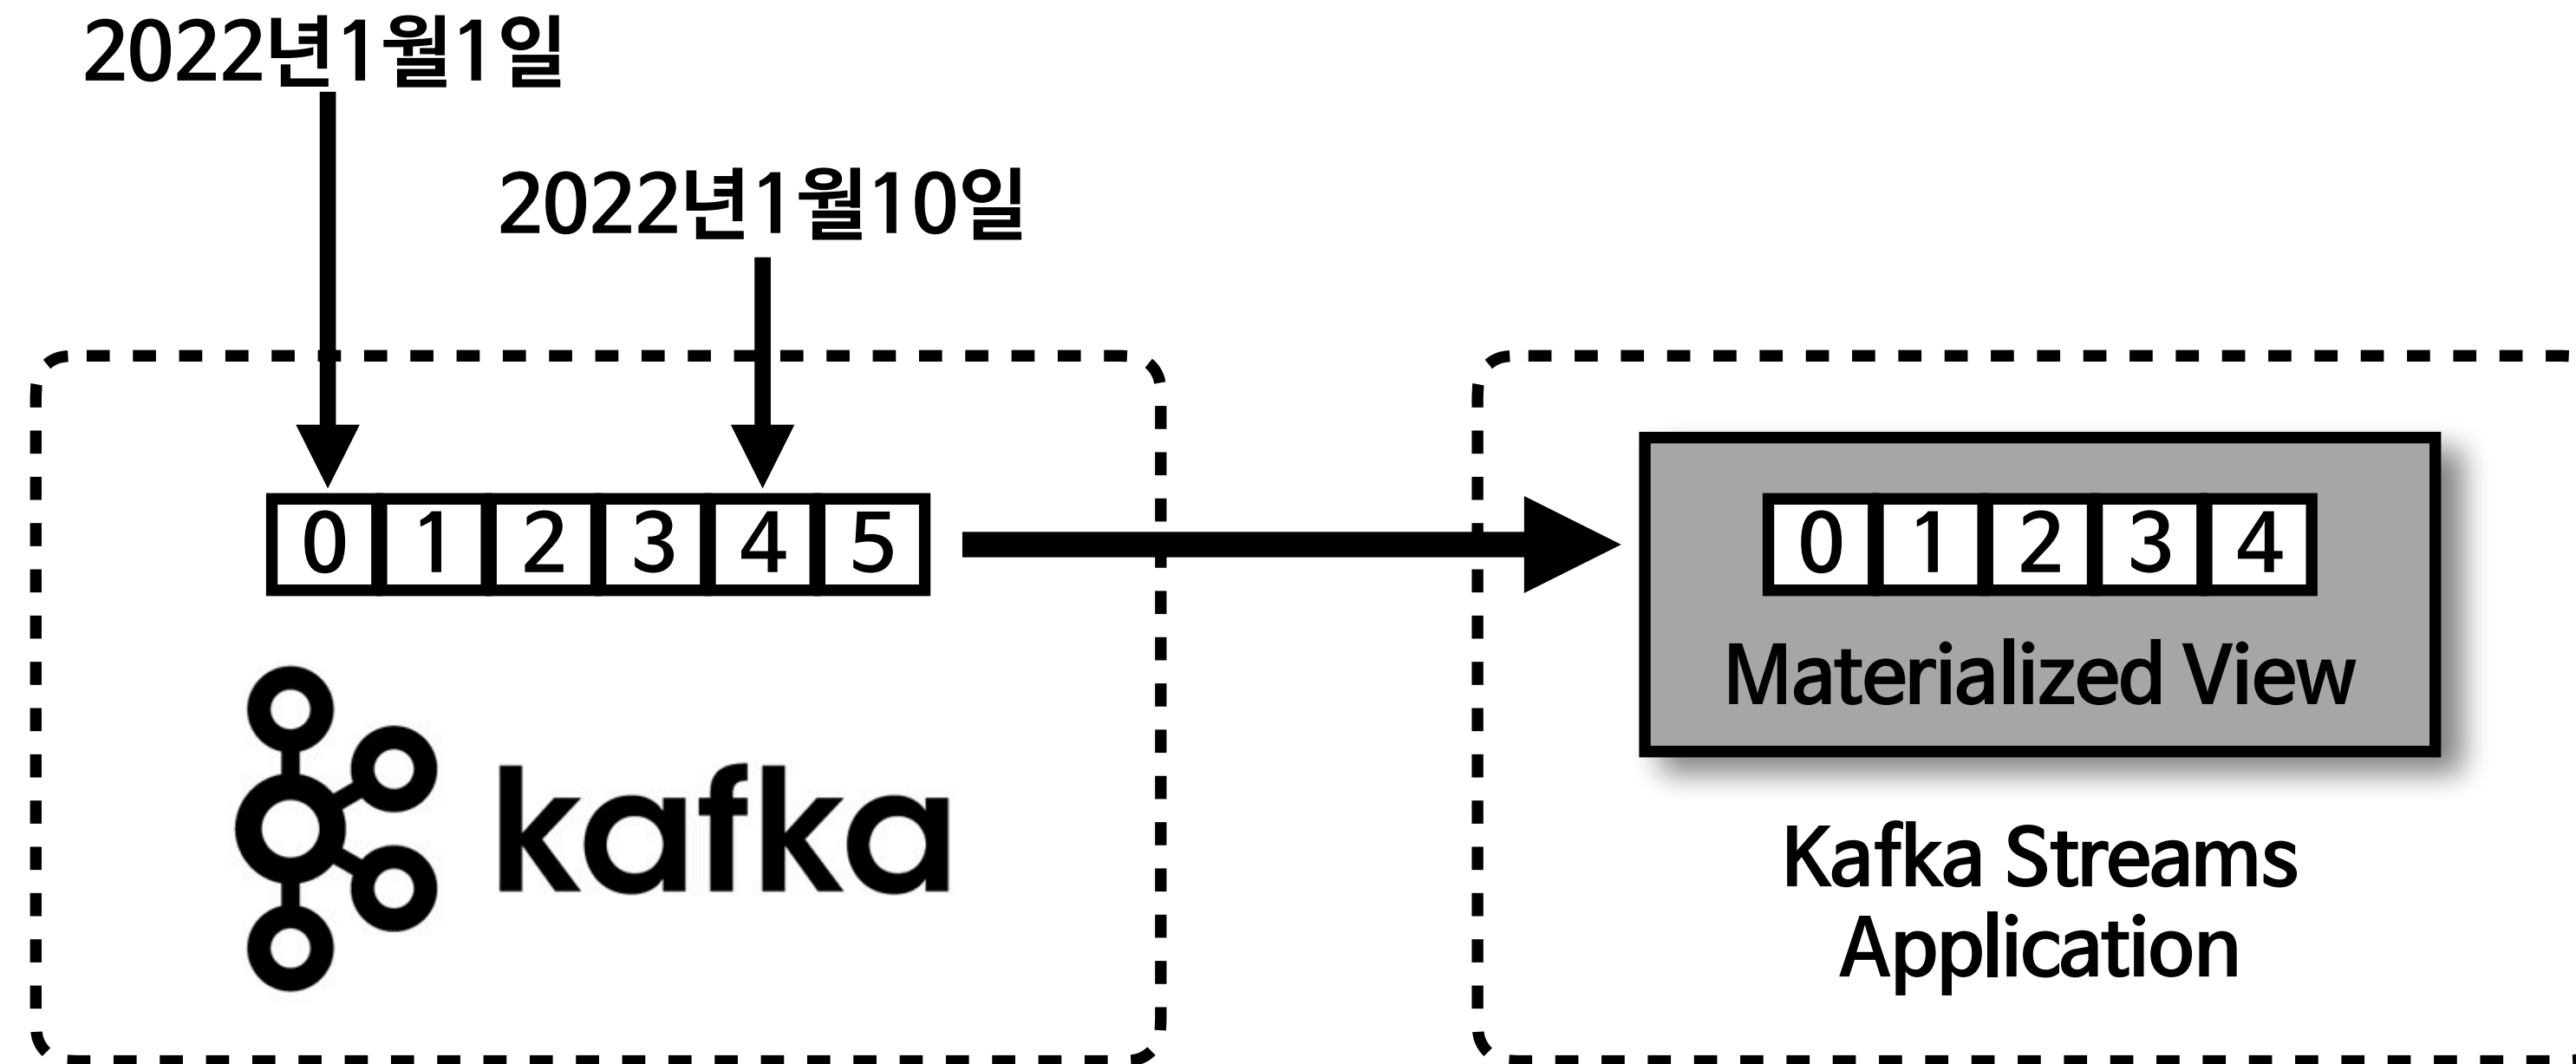 2022년1월1일
2022년1월10일
0 1 2 3 4 5
kafka
0 1 2 3 4
Materialized View
Kafka Streams
Application